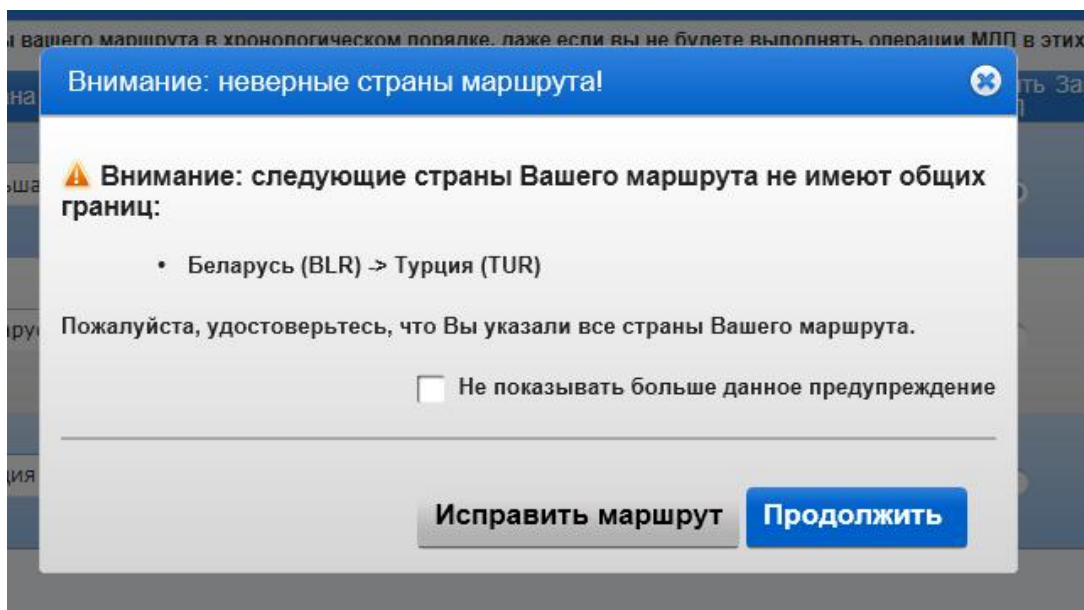 вашего маршрута в хронологическом порядке, даже если вы не будете выполнять операции МДП в этих
Внимание: неверные страны маршрута!
Внимание: следующие страны Вашего маршрута не имеют общих
границ:
• Беларусь (BLR) -> Турция (TUR)
Пожалуйста, удостоверьтесь, что Вы указали все страны Вашего маршрута.
Не показывать больше данное предупреждение
Исправить маршрут
Продолжить